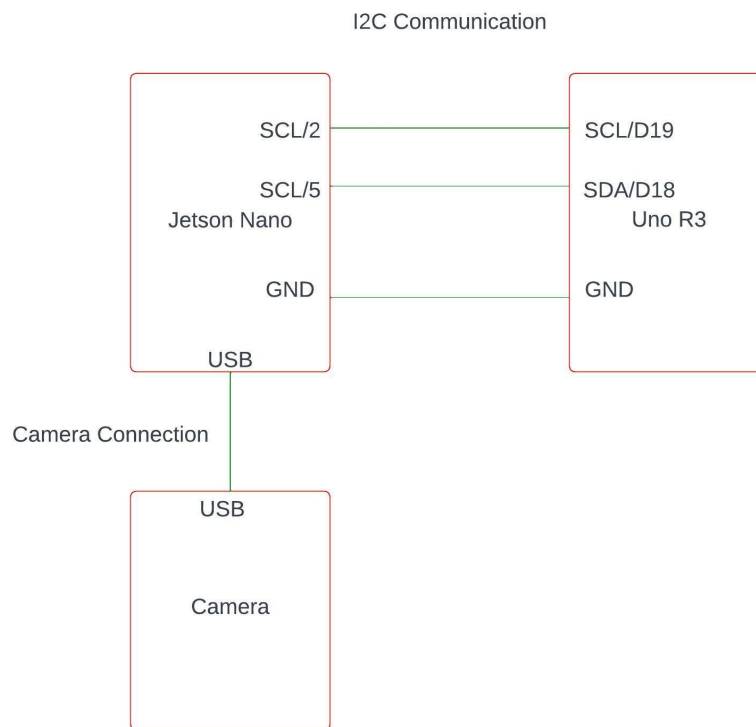 I2C Communication
SCL/2
SCL/D19
SCL/5
SDA/D18
Jetson Nano
Uno R3
GND
GND
USB
Camera Connection
USB
Camera